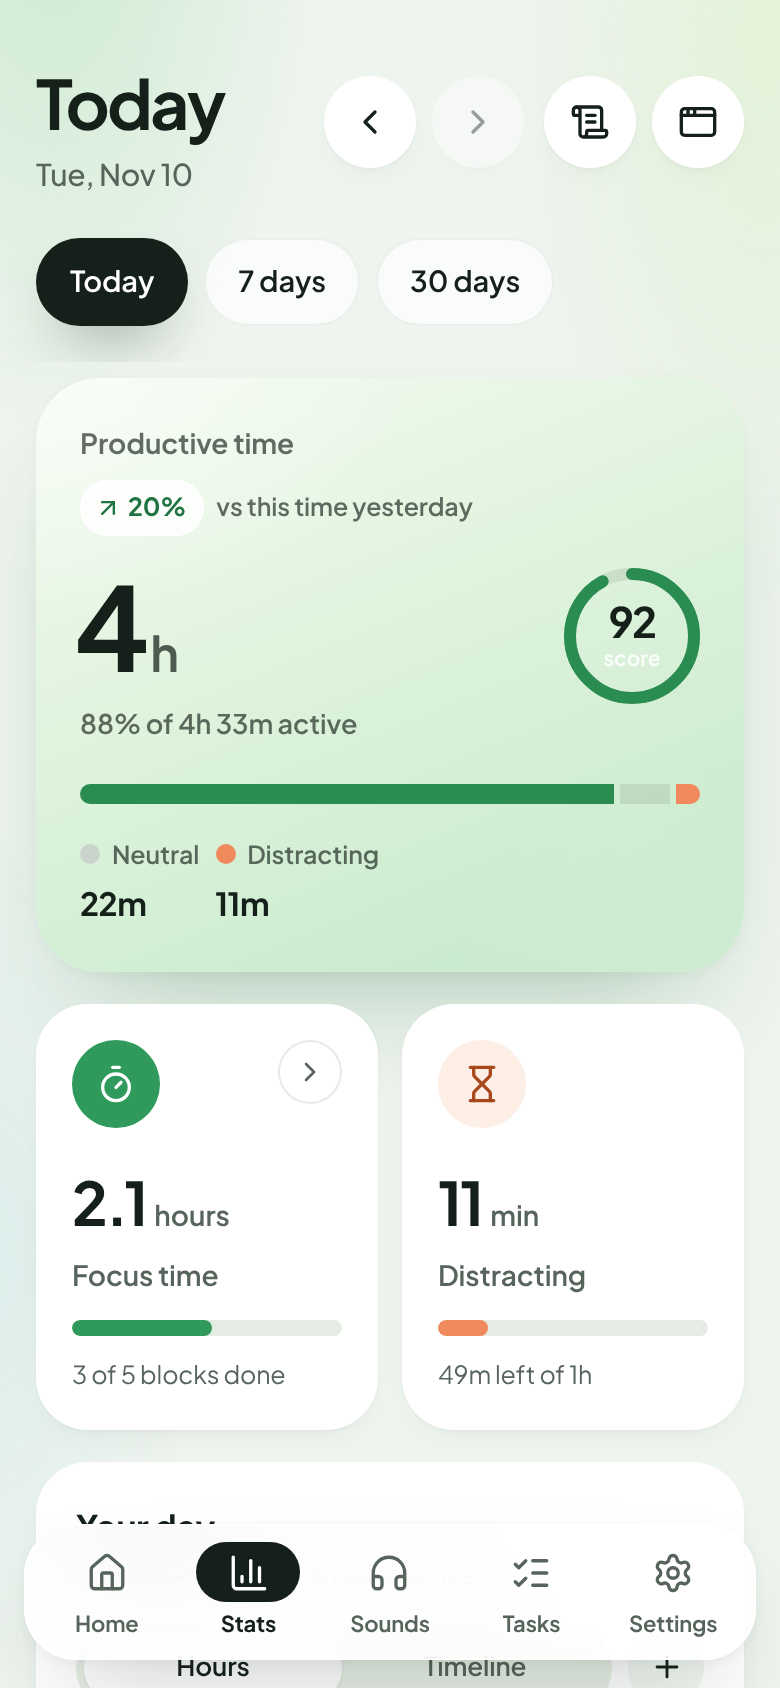 Today
Tue, Nov 10
Today
7 days
30 days
Productive time
20%
vs this time yesterday
4h
92
score
88% of 4h 33m active
Neutral
Distracting
22m
11m
2.1 hours
Focus time
3 of 5 blocks done
11 min
Distracting
49m left of 1h
Your day
Home
Stats
Sounds
Tasks
Settings
Hours
Timeline